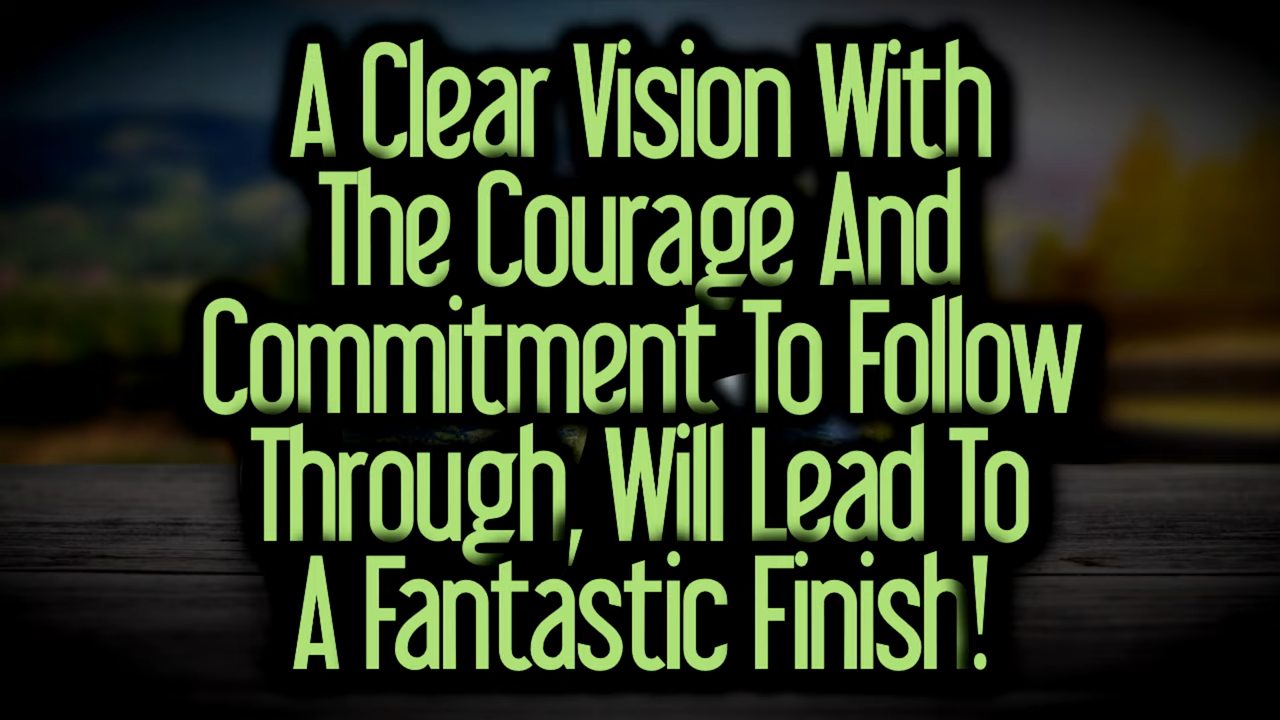 A Clear Vision With
The Courage And
Commitment To Follow
Through, Will Lead To
A Fantastic Finish!